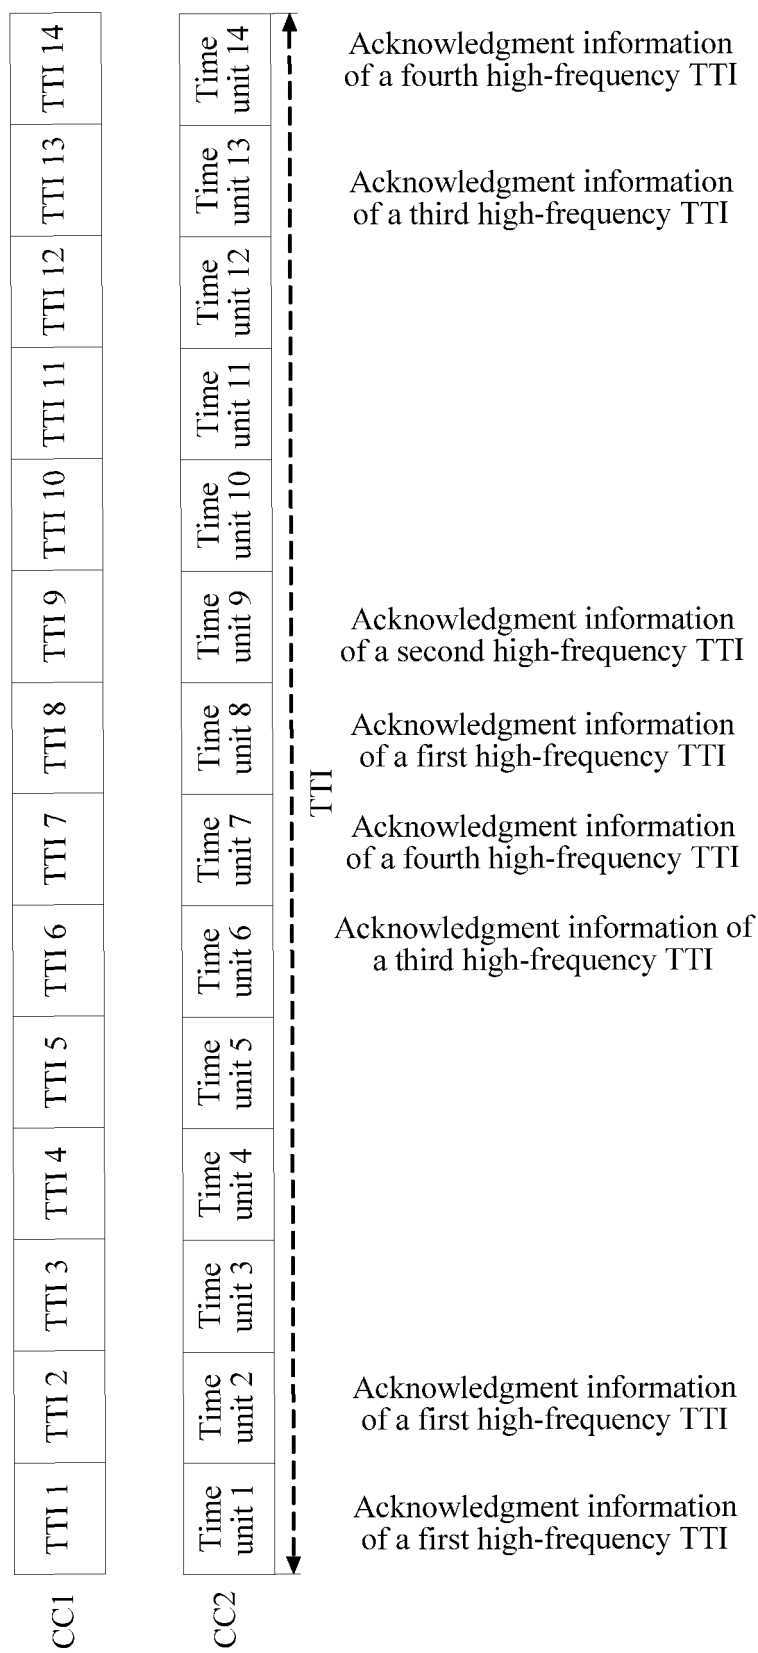 TTI 14
Time
unit 14
Acknowledgment information
of a fourth high-frequency TTI
TTI 13
Time
unit 13
Acknowledgment information
of a third high-frequency TTI
TTI 12
Time
unit 12
TTI 11
Time
unit 11
TTI 10
Time
unit 10
TTI 9
Time
unit 9
Acknowledgment information
of a second high-frequency TTI
TTI 8
Time
unit 8
Acknowledgment information
of a first high-frequency TTI
TTI
TTI 7
Time
unit 7
Acknowledgment information
of a fourth high-frequency TTI
TTI 6
Time
unit 6
Acknowledgment information of
a third high-frequency TTI
TTI 5
Time
unit 5
TTI 4
Time
unit 4
TTI 3
Time
unit 3
TTI 2
Time
unit 2
Acknowledgment information
of a first high-frequency TTI
TTI 1
Time
unit 1
Acknowledgment information
of a first high-frequency TTI
CC1
CC2